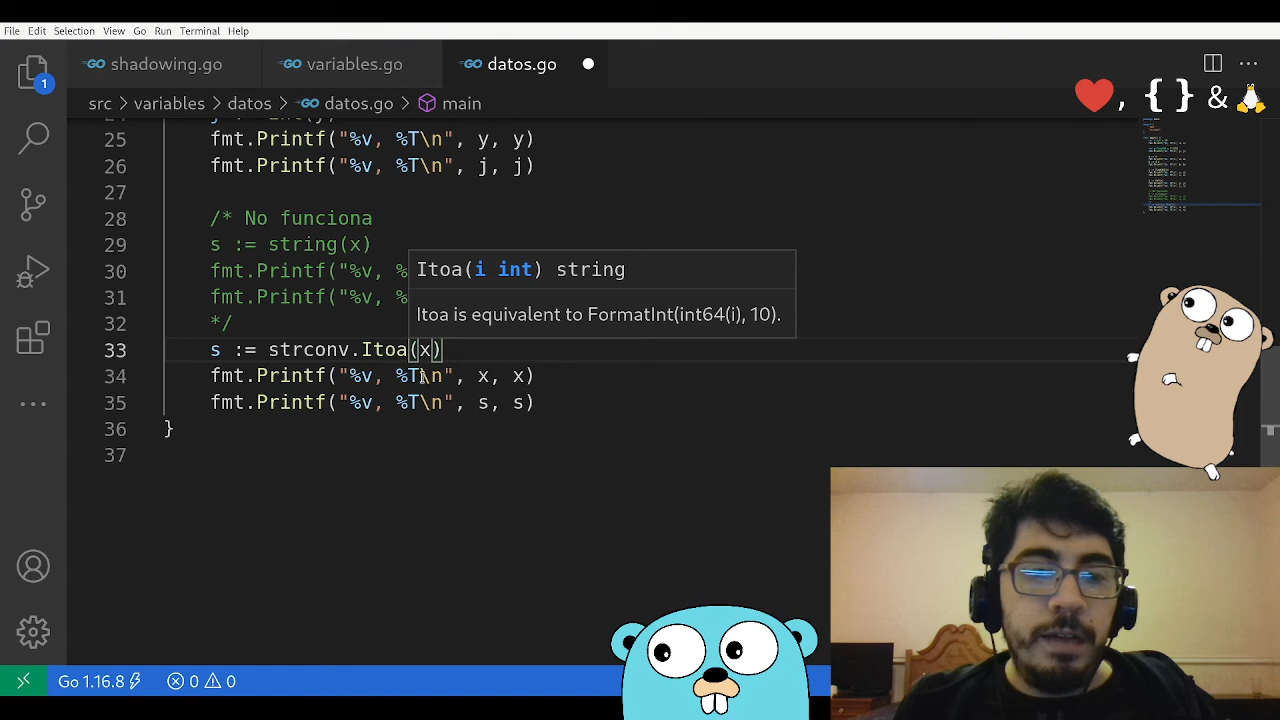 File Edit Selection View Go Run Terminal Help
shadowing.go variables.go datos.go
src > variables > datos > datos.go > main
, { } &
1
25 fmt.Printf("%v, %T\n", y, y)
26 fmt.Printf("%v, %T\n", j, j)
27
28 /* No funciona
29 s := string(x)
30 fmt.Printf("%v, %
31 fmt.Printf("%v, %
32 */
Itoa(i int) string
Itoa is equivalent to FormatInt(int64(i), 10).
33 s := strconv.Itoa(x)
34 fmt.Printf("%v, %T\n", x, x)
35 fmt.Printf("%v, %T\n", s, s)
36 }
37
Go 1.16.8 0 0